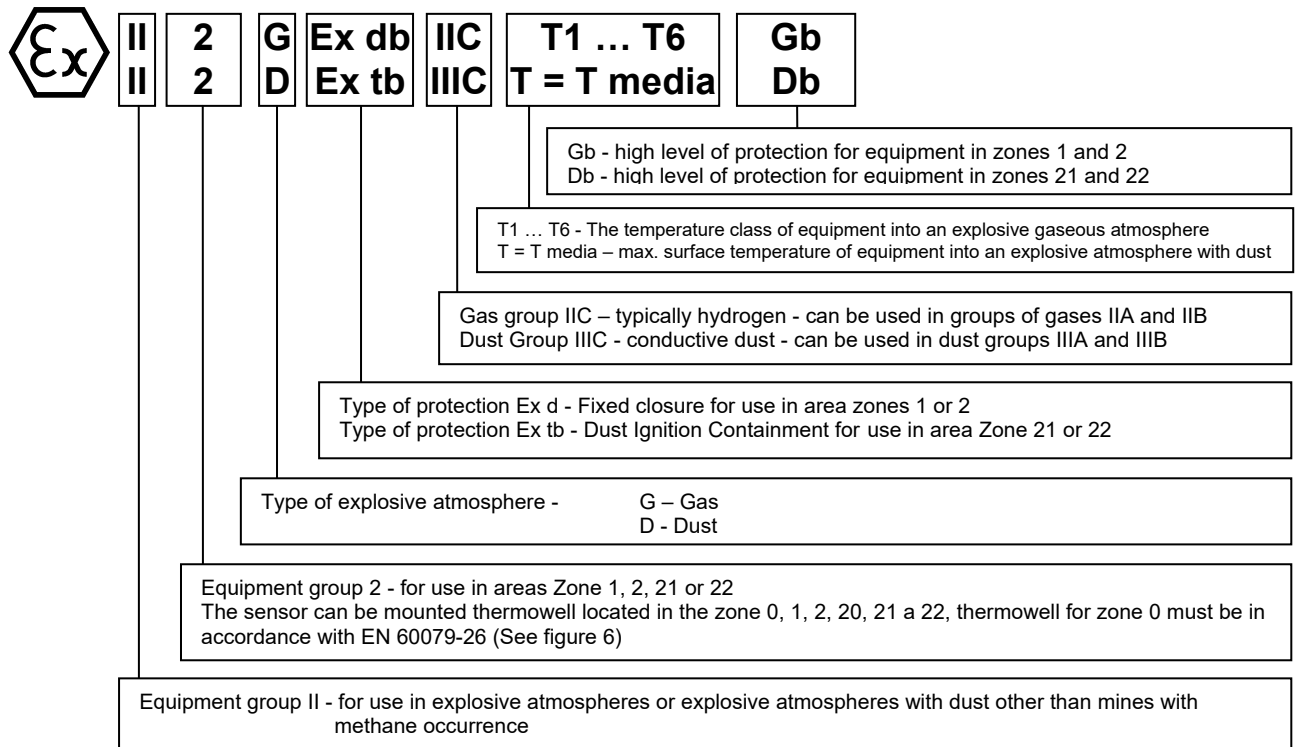 Ex II 2 G Ex db IIC T1 … T6 Gb
II 2 D Ex tb IIIC T = T media Db
Gb - high level of protection for equipment in zones 1 and 2
Db - high level of protection for equipment in zones 21 and 22
T1 … T6 - The temperature class of equipment into an explosive gaseous atmosphere
T = T media – max. surface temperature of equipment into an explosive atmosphere with dust
Gas group IIC – typically hydrogen - can be used in groups of gases IIA and IIB
Dust Group IIIC - conductive dust - can be used in dust groups IIIA and IIIB
Type of protection Ex d - Fixed closure for use in area zones 1 or 2
Type of protection Ex tb - Dust Ignition Containment for use in area Zone 21 or 22
Type of explosive atmosphere - G – Gas
D - Dust
Equipment group 2 - for use in areas Zone 1, 2, 21 or 22
The sensor can be mounted thermowell located in the zone 0, 1, 2, 20, 21 a 22, thermowell for zone 0 must be in
accordance with EN 60079-26 (See figure 6)
Equipment group II - for use in explosive atmospheres or explosive atmospheres with dust other than mines with
methane occurrence